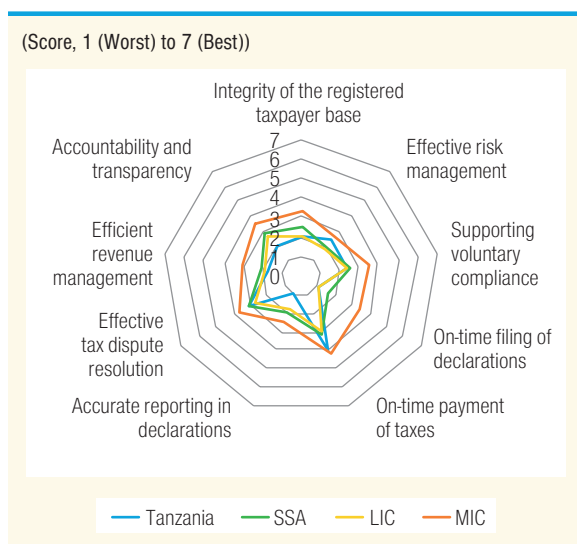 (Score, 1 (Worst) to 7 (Best))
Integrity of the registered
taxpayer base
Accountability and
transparency
Effective risk
management
7
6
5
4
3
2
1
0
Efficient
revenue
management
Supporting
voluntary
compliance
Effective
tax dispute
resolution
On-time filing of
declarations
Accurate reporting in
declarations
On-time payment
of taxes
Tanzania SSA LIC MIC